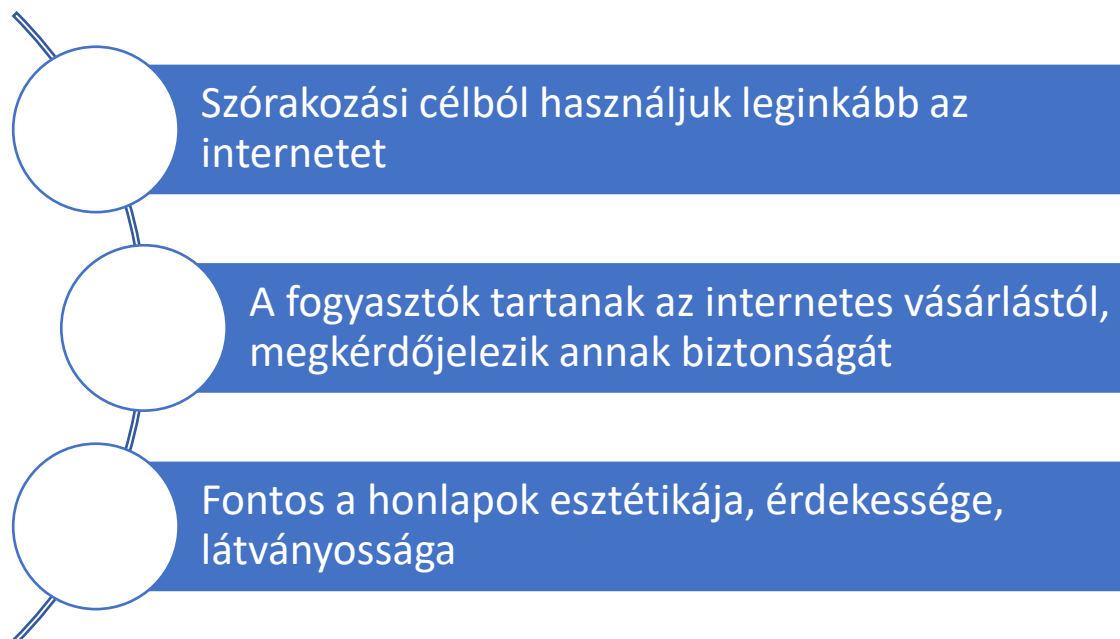 Szórakozási célból használjuk leginkább az
internetet
A fogyasztók tartanak az internetes vásárlástól,
megkérdőjelezik annak biztonságát
Fontos a honlapok esztétikája, érdekessége,
látványossága